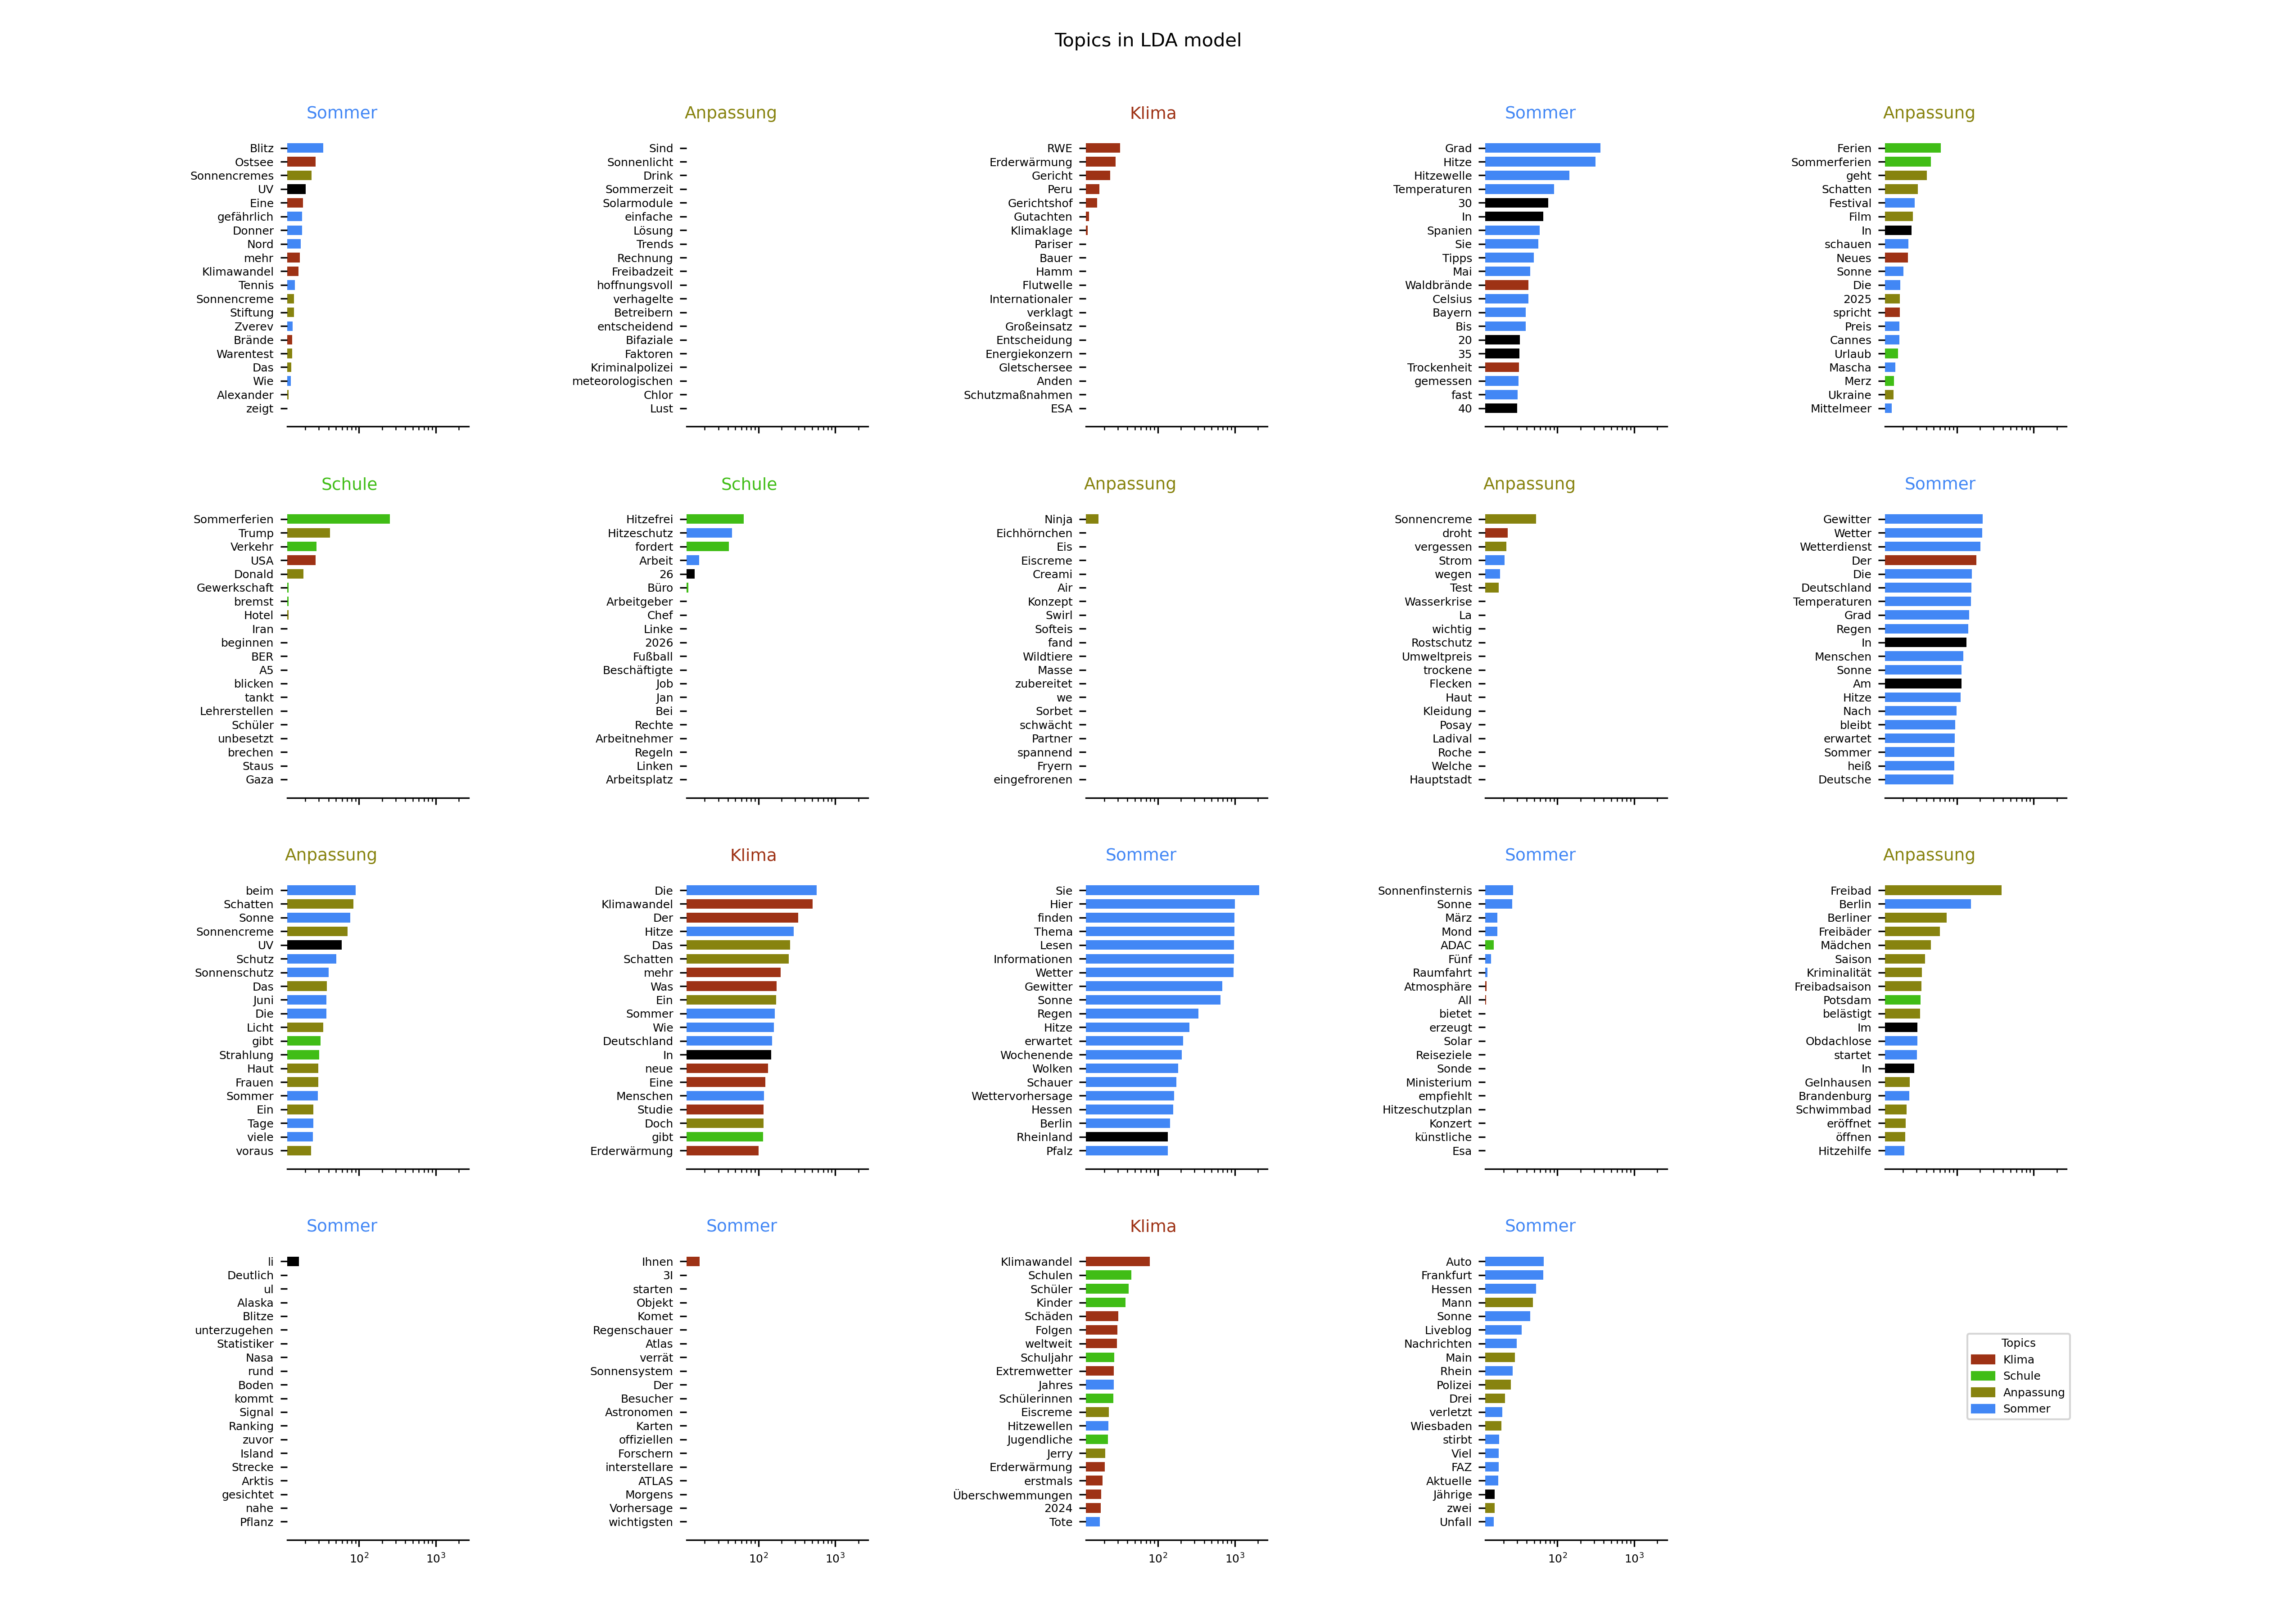 Topics in LDA model
Sommer
Blitz
Ostsee
Sonnencremes
UV
Eine
gefährlich
Donner
Nord
mehr
Klimawandel
Tennis
Sonnencreme
Stiftung
Zverev
Brände
Warentest
Das
Wie
Alexander
zeigt
Anpassung
Sind
Sonnenlicht
Drink
Sommerzeit
Solarmodule
einfache
Lösung
Trends
Rechnung
Freibadzeit
hoffnungsvoll
verhagelte
Betreibern
entscheidend
Bifaziale
Faktoren
Kriminalpolizei
meteorologischen
Chlor
Lust
Klima
RWE
Erderwärmung
Gericht
Peru
Gerichtshof
Gutachten
Klimaklage
Pariser
Bauer
Hamm
Flutwelle
Internationaler
verklagt
Großeinsatz
Entscheidung
Energiekonzern
Gletschersee
Anden
Schutzmaßnahmen
ESA
Sommer
Grad
Hitze
Hitzewelle
Temperaturen
30
In
Spanien
Sie
Tipps
Mai
Waldbrände
Celsius
Bayern
Bis
20
35
Trockenheit
gemessen
fast
40
Anpassung
Ferien
Sommerferien
geht
Schatten
Festival
Film
In
schauen
Neues
Sonne
Die
2025
spricht
Preis
Cannes
Urlaub
Mascha
Merz
Ukraine
Mittelmeer
Schule
Sommerferien
Trump
Verkehr
USA
Donald
Gewerkschaft
bremst
Hotel
Iran
beginnen
BER
A5
blicken
tankt
Lehrerstellen
Schüler
unbesetzt
brechen
Staus
Gaza
Schule
Hitzefrei
Hitzeschutz
fordert
Arbeit
26
Büro
Arbeitgeber
Chef
Linke
2026
Fußball
Beschäftigte
Job
Jan
Bei
Rechte
Arbeitnehmer
Regeln
Linken
Arbeitsplatz
Anpassung
Ninja
Eichhörnchen
Eis
Eiscreme
Creami
Air
Konzept
Swirl
Softeis
fand
Wildtiere
Masse
zubereitet
we
Sorbet
schwächt
Partner
spannend
Fryern
eingefrorenen
Anpassung
Sonnencreme
droht
vergessen
Strom
wegen
Test
Wasserkrise
La
wichtig
Rostschutz
Umweltpreis
trockene
Flecken
Haut
Kleidung
Posay
Ladival
Roche
Welche
Hauptstadt
Sommer
Gewitter
Wetter
Wetterdienst
Der
Die
Deutschland
Temperaturen
Grad
Regen
In
Menschen
Sonne
Am
Hitze
Nach
bleibt
erwartet
Sommer
heiß
Deutsche
Anpassung
beim
Schatten
Sonne
Sonnencreme
UV
Schutz
Sonnenschutz
Das
Juni
Die
Licht
gibt
Strahlung
Haut
Frauen
Sommer
Ein
Tage
viele
voraus
Klima
Die
Klimawandel
Der
Hitze
Das
Schatten
mehr
Was
Ein
Sommer
Wie
Deutschland
In
neue
Eine
Menschen
Studie
Doch
gibt
Erderwärmung
Sommer
Sie
Hier
finden
Thema
Lesen
Informationen
Wetter
Gewitter
Sonne
Regen
Hitze
erwartet
Wochenende
Wolken
Schauer
Wettervorhersage
Hessen
Berlin
Rheinland
Pfalz
Sommer
Sonnenfinsternis
Sonne
März
Mond
ADAC
Fünf
Raumfahrt
Atmosphäre
All
bietet
erzeugt
Solar
Reiseziele
Sonde
Ministerium
empfiehlt
Hitzeschutzplan
Konzert
künstliche
Esa
Anpassung
Freibad
Berlin
Berliner
Freibäder
Mädchen
Saison
Kriminalität
Freibadsaison
Potsdam
belästigt
Im
Obdachlose
startet
In
Gelnhausen
Brandenburg
Schwimmbad
eröffnet
öffnen
Hitzehilfe
Sommer
li
Deutlich
ul
Alaska
Blitze
unterzugehen
Statistiker
Nasa
rund
Boden
kommt
Signal
Ranking
zuvor
Island
Strecke
Arktis
gesichtet
nahe
Pflanz
10² 10³
Sommer
Ihnen
3I
starten
Objekt
Komet
Regenschauer
Atlas
verrät
Sonnensystem
Der
Besucher
Astronomen
Karten
offiziellen
Forschern
interstellare
ATLAS
Morgens
Vorhersage
wichtigsten
10² 10³
Klima
Klimawandel
Schulen
Schüler
Kinder
Schäden
Folgen
weltweit
Schuljahr
Extremwetter
Jahres
Schülerinnen
Eiscreme
Hitzewellen
Jugendliche
Jerry
Erderwärmung
erstmals
Überschwemmungen
2024
Tote
10² 10³
Sommer
Auto
Frankfurt
Hessen
Mann
Sonne
Liveblog
Nachrichten
Main
Rhein
Polizei
Drei
verletzt
Wiesbaden
stirbt
Viel
FAZ
Aktuelle
Jährige
zwei
Unfall
10² 10³
Topics
Klima
Schule
Anpassung
Sommer